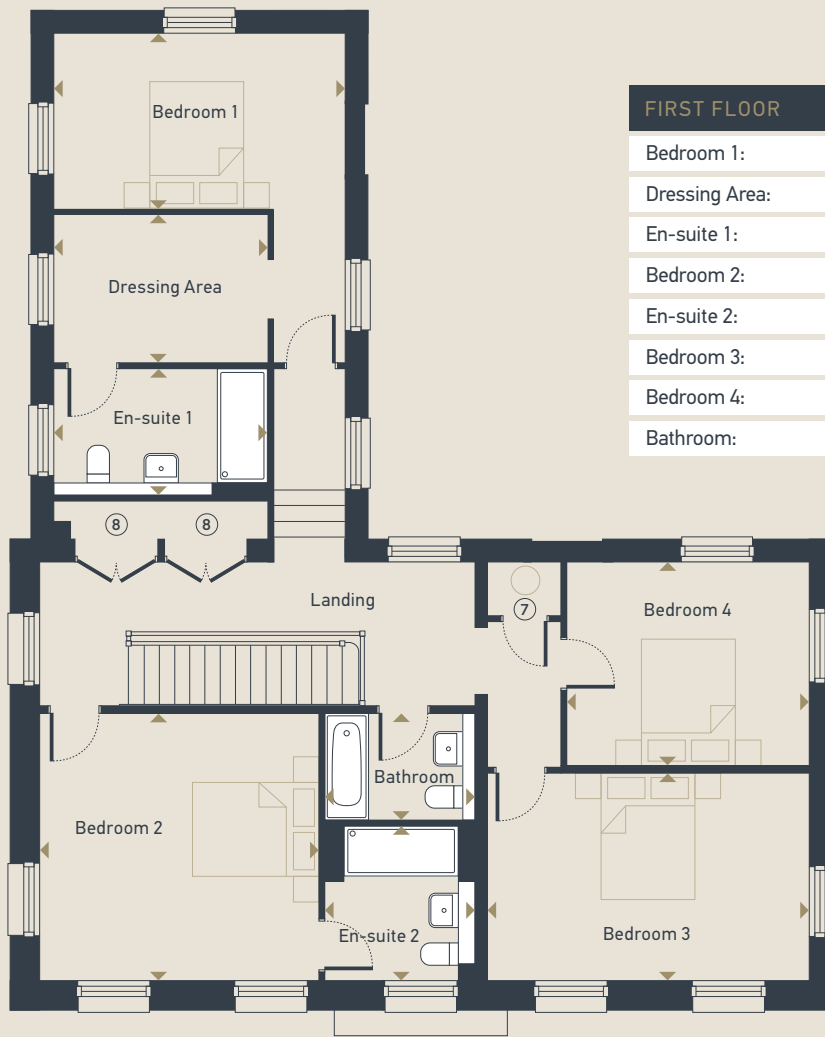 Bedroom 1
Dressing Area
En-suite 1
8
8
Landing
7
Bedroom 4
Bathroom
Bedroom 2
En-suite 2
Bedroom 3
FIRST FLOOR
Bedroom 1:
Dressing Area:
En-suite 1:
Bedroom 2:
En-suite 2:
Bedroom 3:
Bedroom 4:
Bathroom: